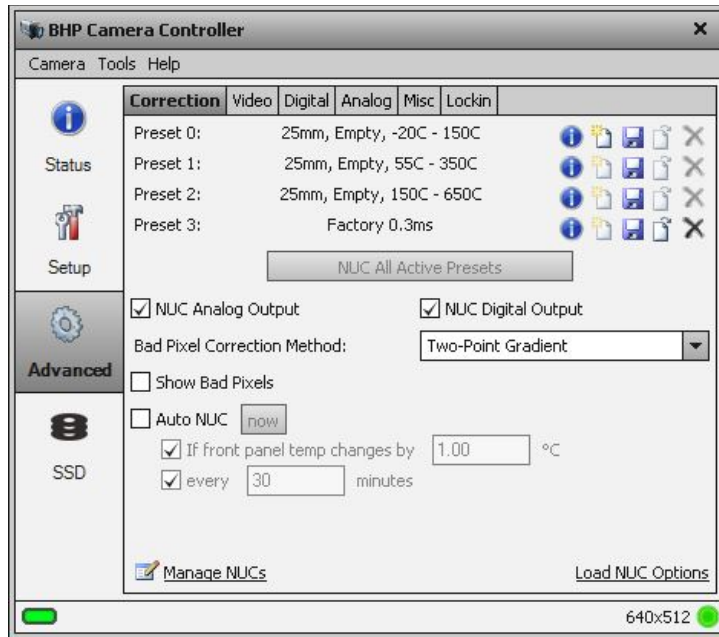 BHP Camera Controller
Camera Tools Help
Correction Video Digital Analog Misc Lockin
Status
Setup
Advanced
SSD
Preset 0: 25mm, Empty, -20C - 150C
Preset 1: 25mm, Empty, 55C - 350C
Preset 2: 25mm, Empty, 150C - 650C
Preset 3: Factory 0.3ms
NUC All Active Presets
NUC Analog Output NUC Digital Output
Bad Pixel Correction Method: Two-Point Gradient
Show Bad Pixels
Auto NUC now
If front panel temp changes by 1.00 °C
every 30 minutes
Manage NUCs Load NUC Options
640x512